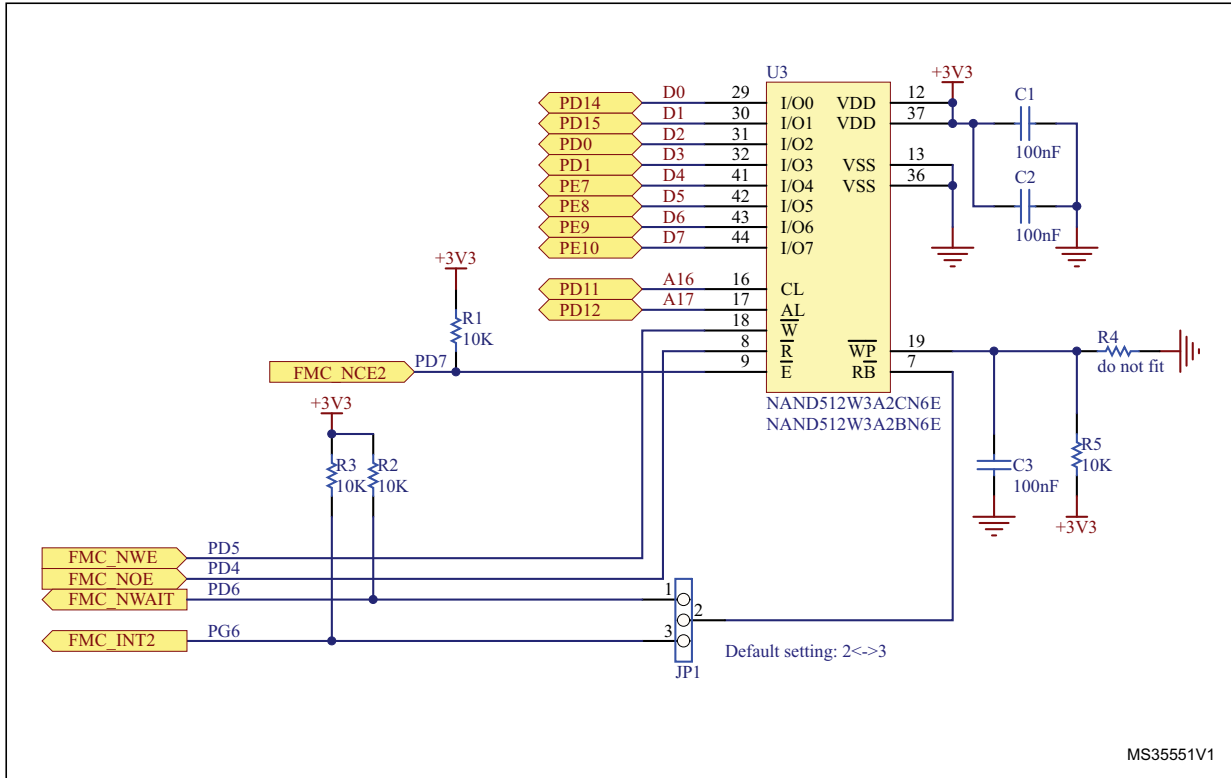 U3
+3V3
PD14 D0 29 I/O0 VDD 12
PD15 D1 30 I/O1 VDD 37
PD0 D2 31 I/O2
PD1 D3 32 I/O3 VSS 13
PE7 D4 41 I/O4 VSS 36
PE8 D5 42 I/O5
PE9 D6 43 I/O6
PE10 D7 44 I/O7
C1
100nF
C2
100nF
PD11 A16 16 CL
PD12 A17 17 AL
18 W
8 R WP 19
9 E RB 7
+3V3
R1
10K
FMC_NCE2 PD7
NAND512W3A2CN6E
NAND512W3A2BN6E
R4
do not fit
C3
100nF
R5
10K
+3V3
+3V3
R3
10K
R2
10K
FMC_NWE PD5
FMC_NOE PD4
FMC_NWAIT PD6 1
2
FMC_INT2 PG6 3
JP1
Default setting: 2<->3
MS35551V1